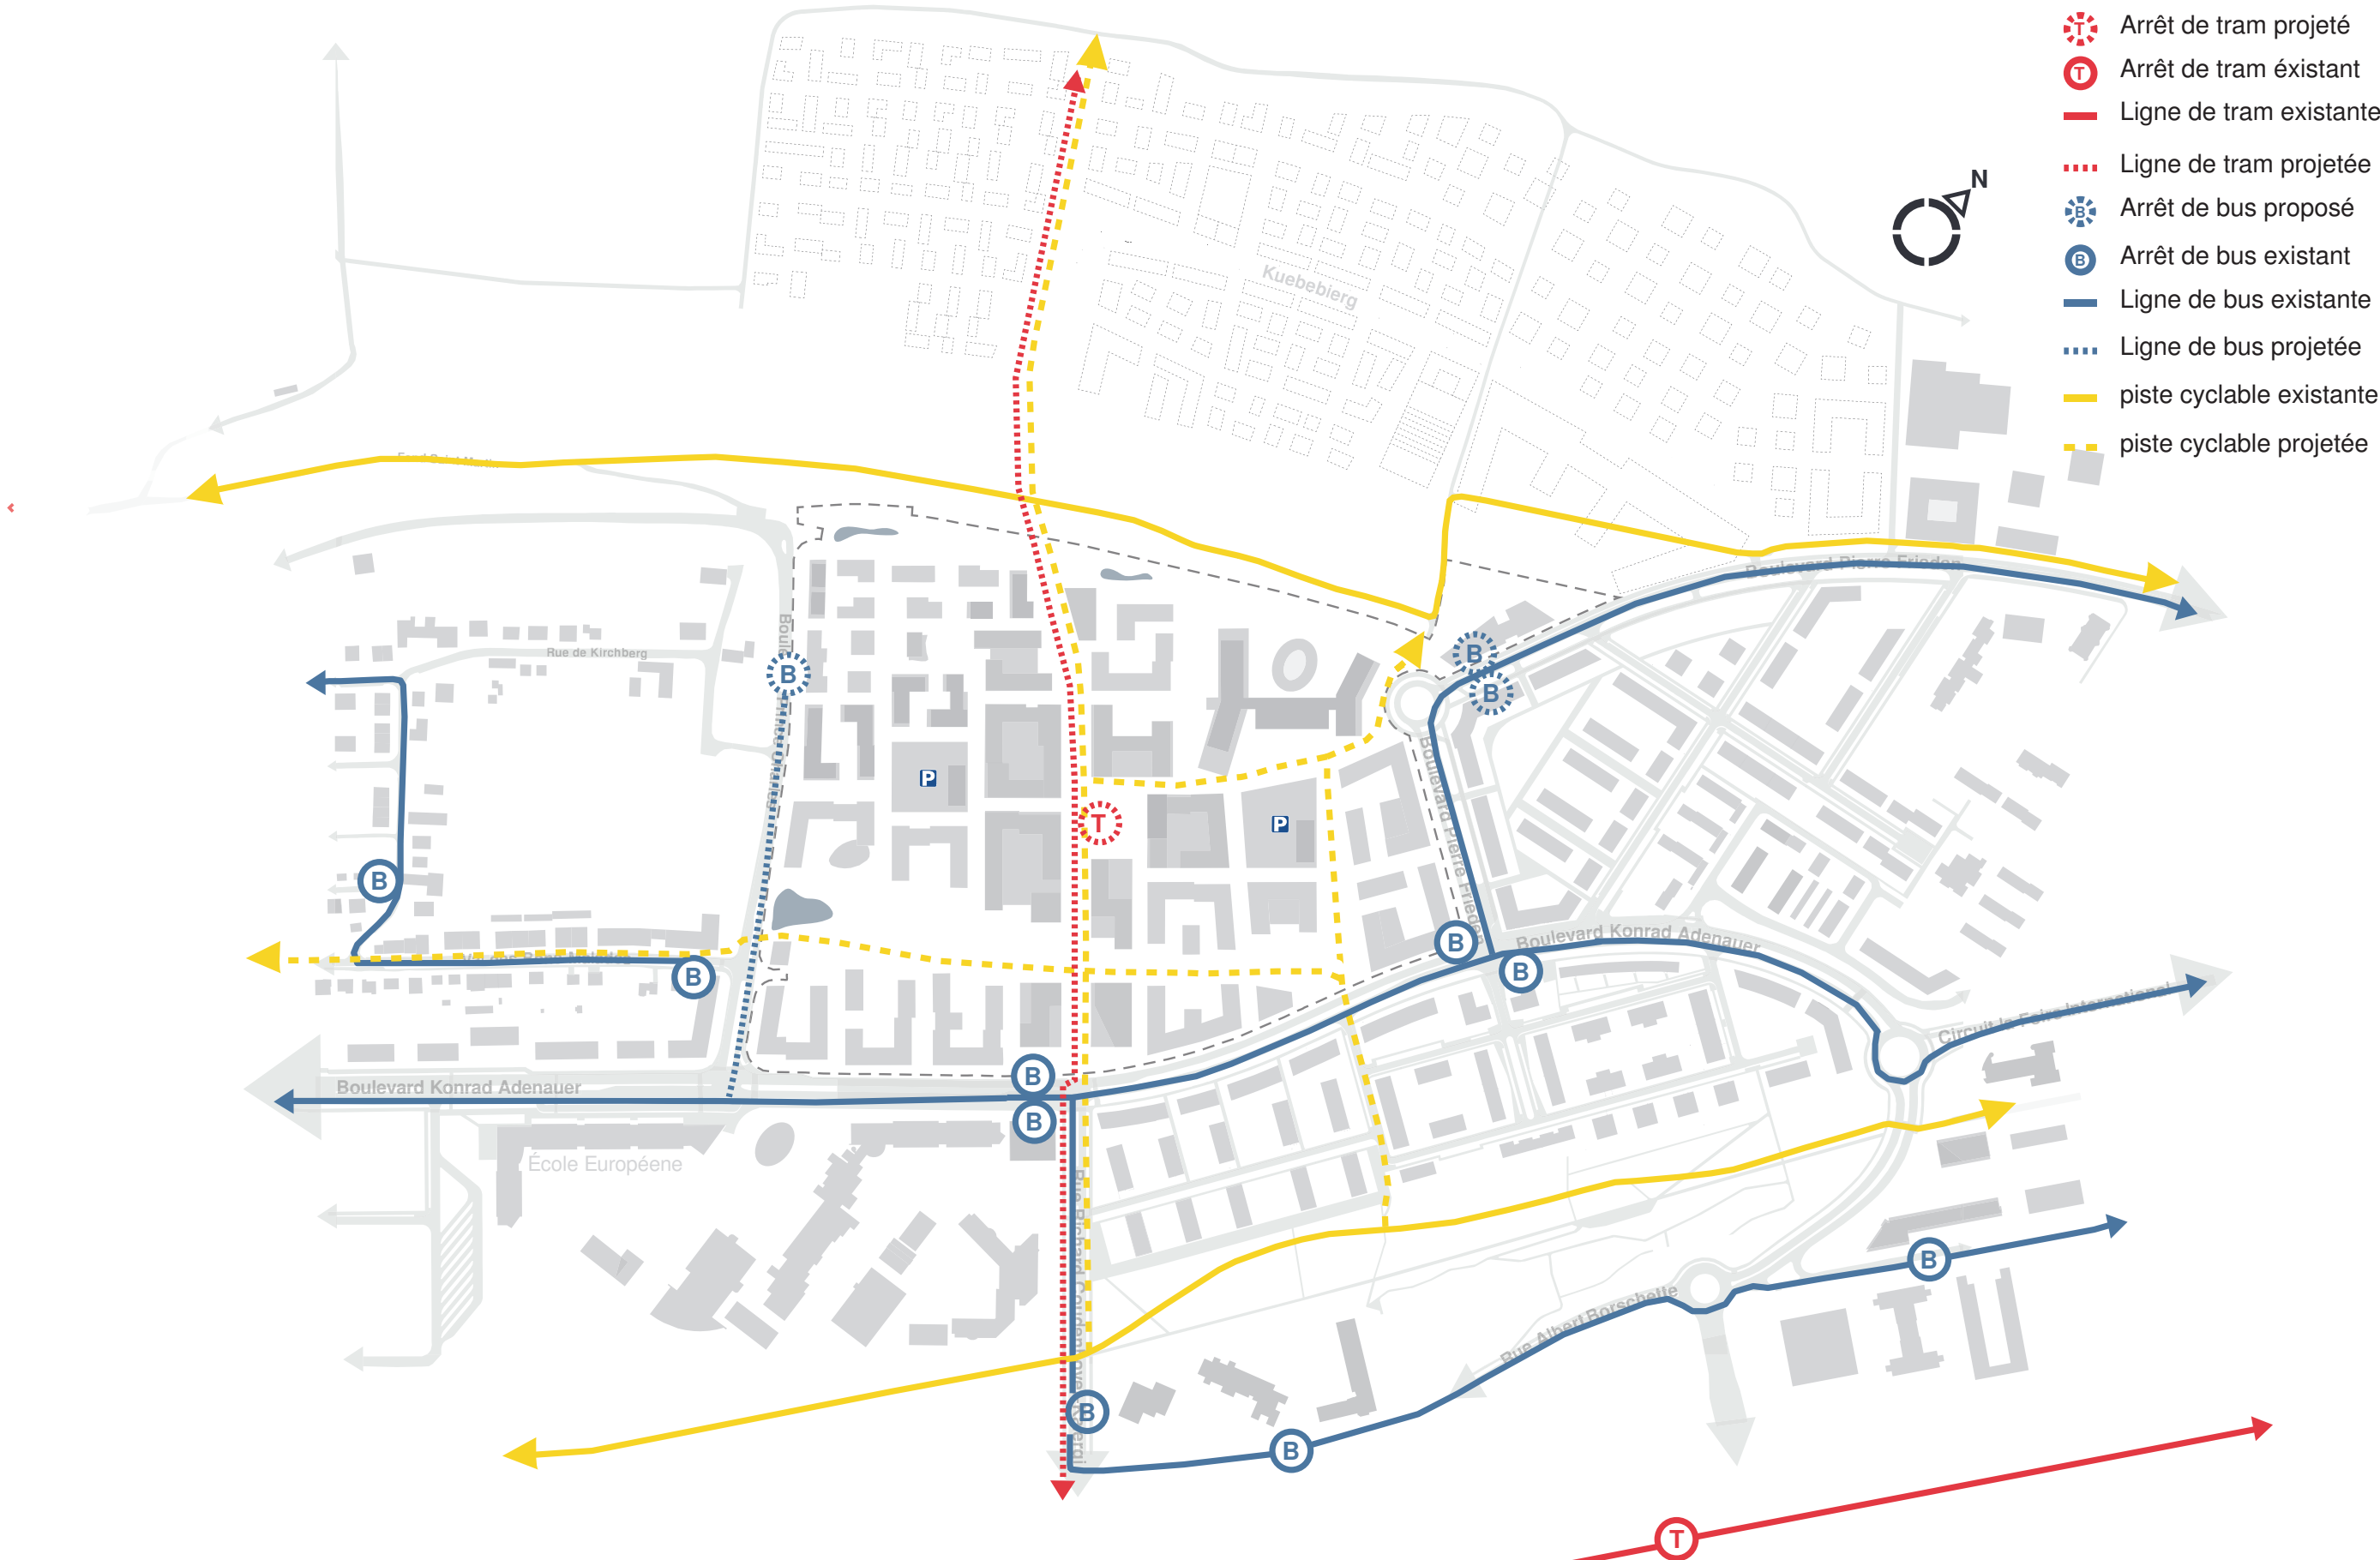 Arrêt de tram projeté
Arrêt de tram éxistant
Ligne de tram existante
Ligne de tram projetée
Arrêt de bus proposé
Arrêt de bus existant
Ligne de bus existante
Ligne de bus projetée
piste cyclable existante
piste cyclable projetée
T
T
B
B
N
Kuebebierg
Boulevard Pierre Frieden
Rue de Kirchberg
B
B
B
P
P
T
Boulevard Pierre Frieden
B
B
B
B
Boulevard Konrad Adenauer
Circuit la Foire International
Boulevard Konrad Adenauer
B
B
École Européene
Rue Albert Borschette
B
B
B
T